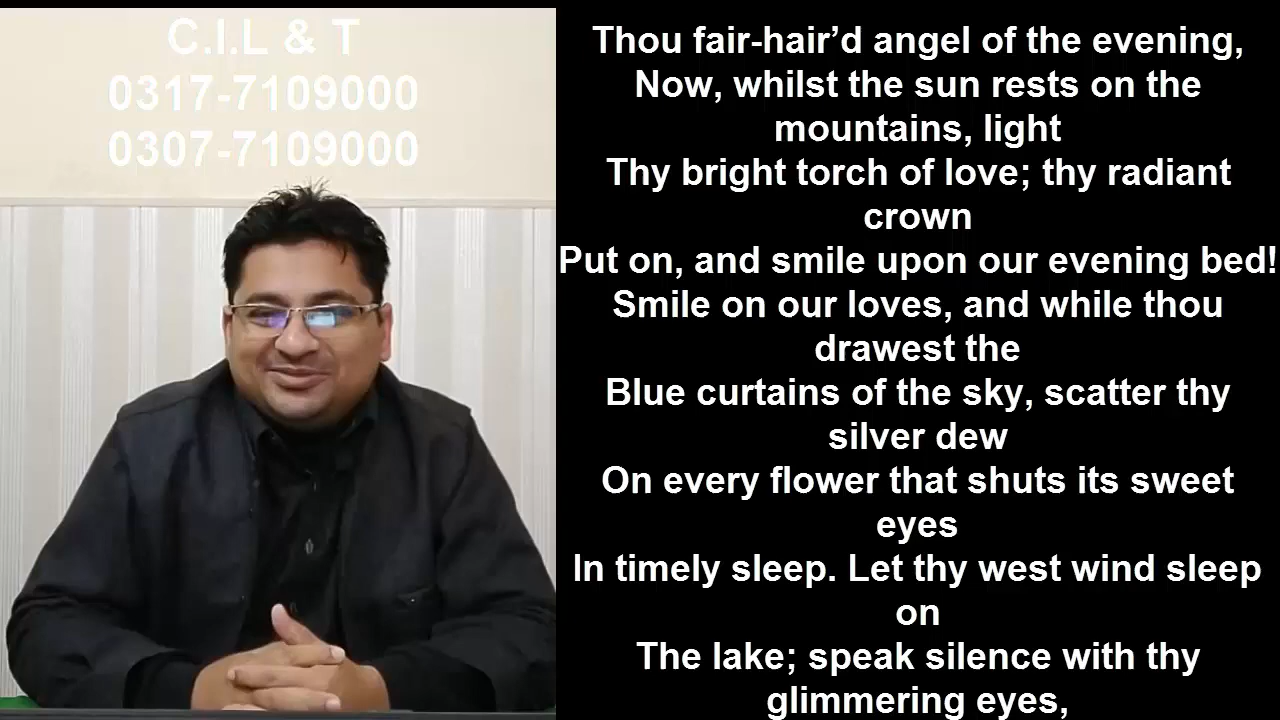 C.I.L & T
0317-7109000
0307-7109000
Thou fair-hair’d angel of the evening,
Now, whilst the sun rests on the
mountains, light
Thy bright torch of love; thy radiant
crown
Put on, and smile upon our evening bed!
Smile on our loves, and while thou
drawest the
Blue curtains of the sky, scatter thy
silver dew
On every flower that shuts its sweet
eyes
In timely sleep. Let thy west wind sleep
on
The lake; speak silence with thy
glimmering eyes,